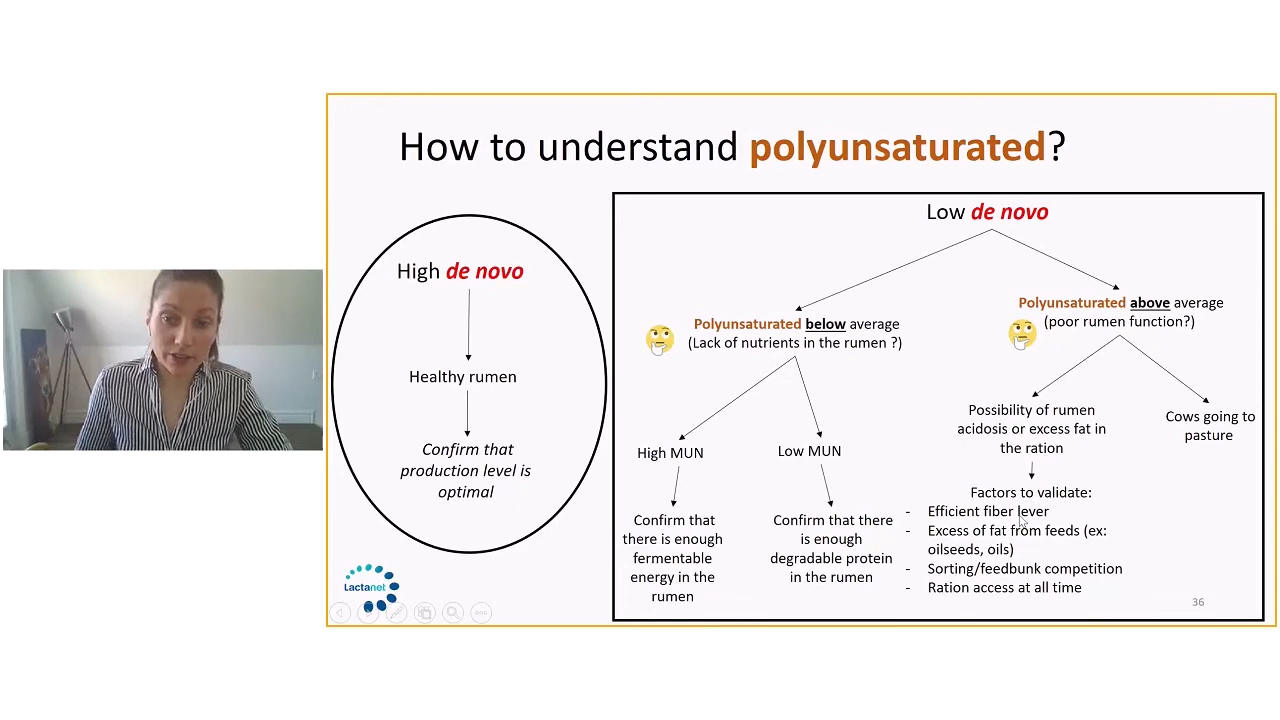 How to understand polyunsaturated?
High de novo
Healthy rumen
Confirm that
production level is
optimal
Low de novo
Polyunsaturated below average
(Lack of nutrients in the rumen ?)
High MUN
Confirm that
there is enough
fermentable
energy in the
rumen
Low MUN
Confirm that there
is enough
degradable protein
in the rumen
Polyunsaturated above average
(poor rumen function?)
Possibility of rumen
acidosis or excess fat in
the ration
Factors to validate:
- Efficient fiber lever
- Excess of fat from feeds (ex:
oilseeds, oils)
- Sorting/feedbunk competition
- Ration access at all time
Cows going to
pasture
Lactanet
36